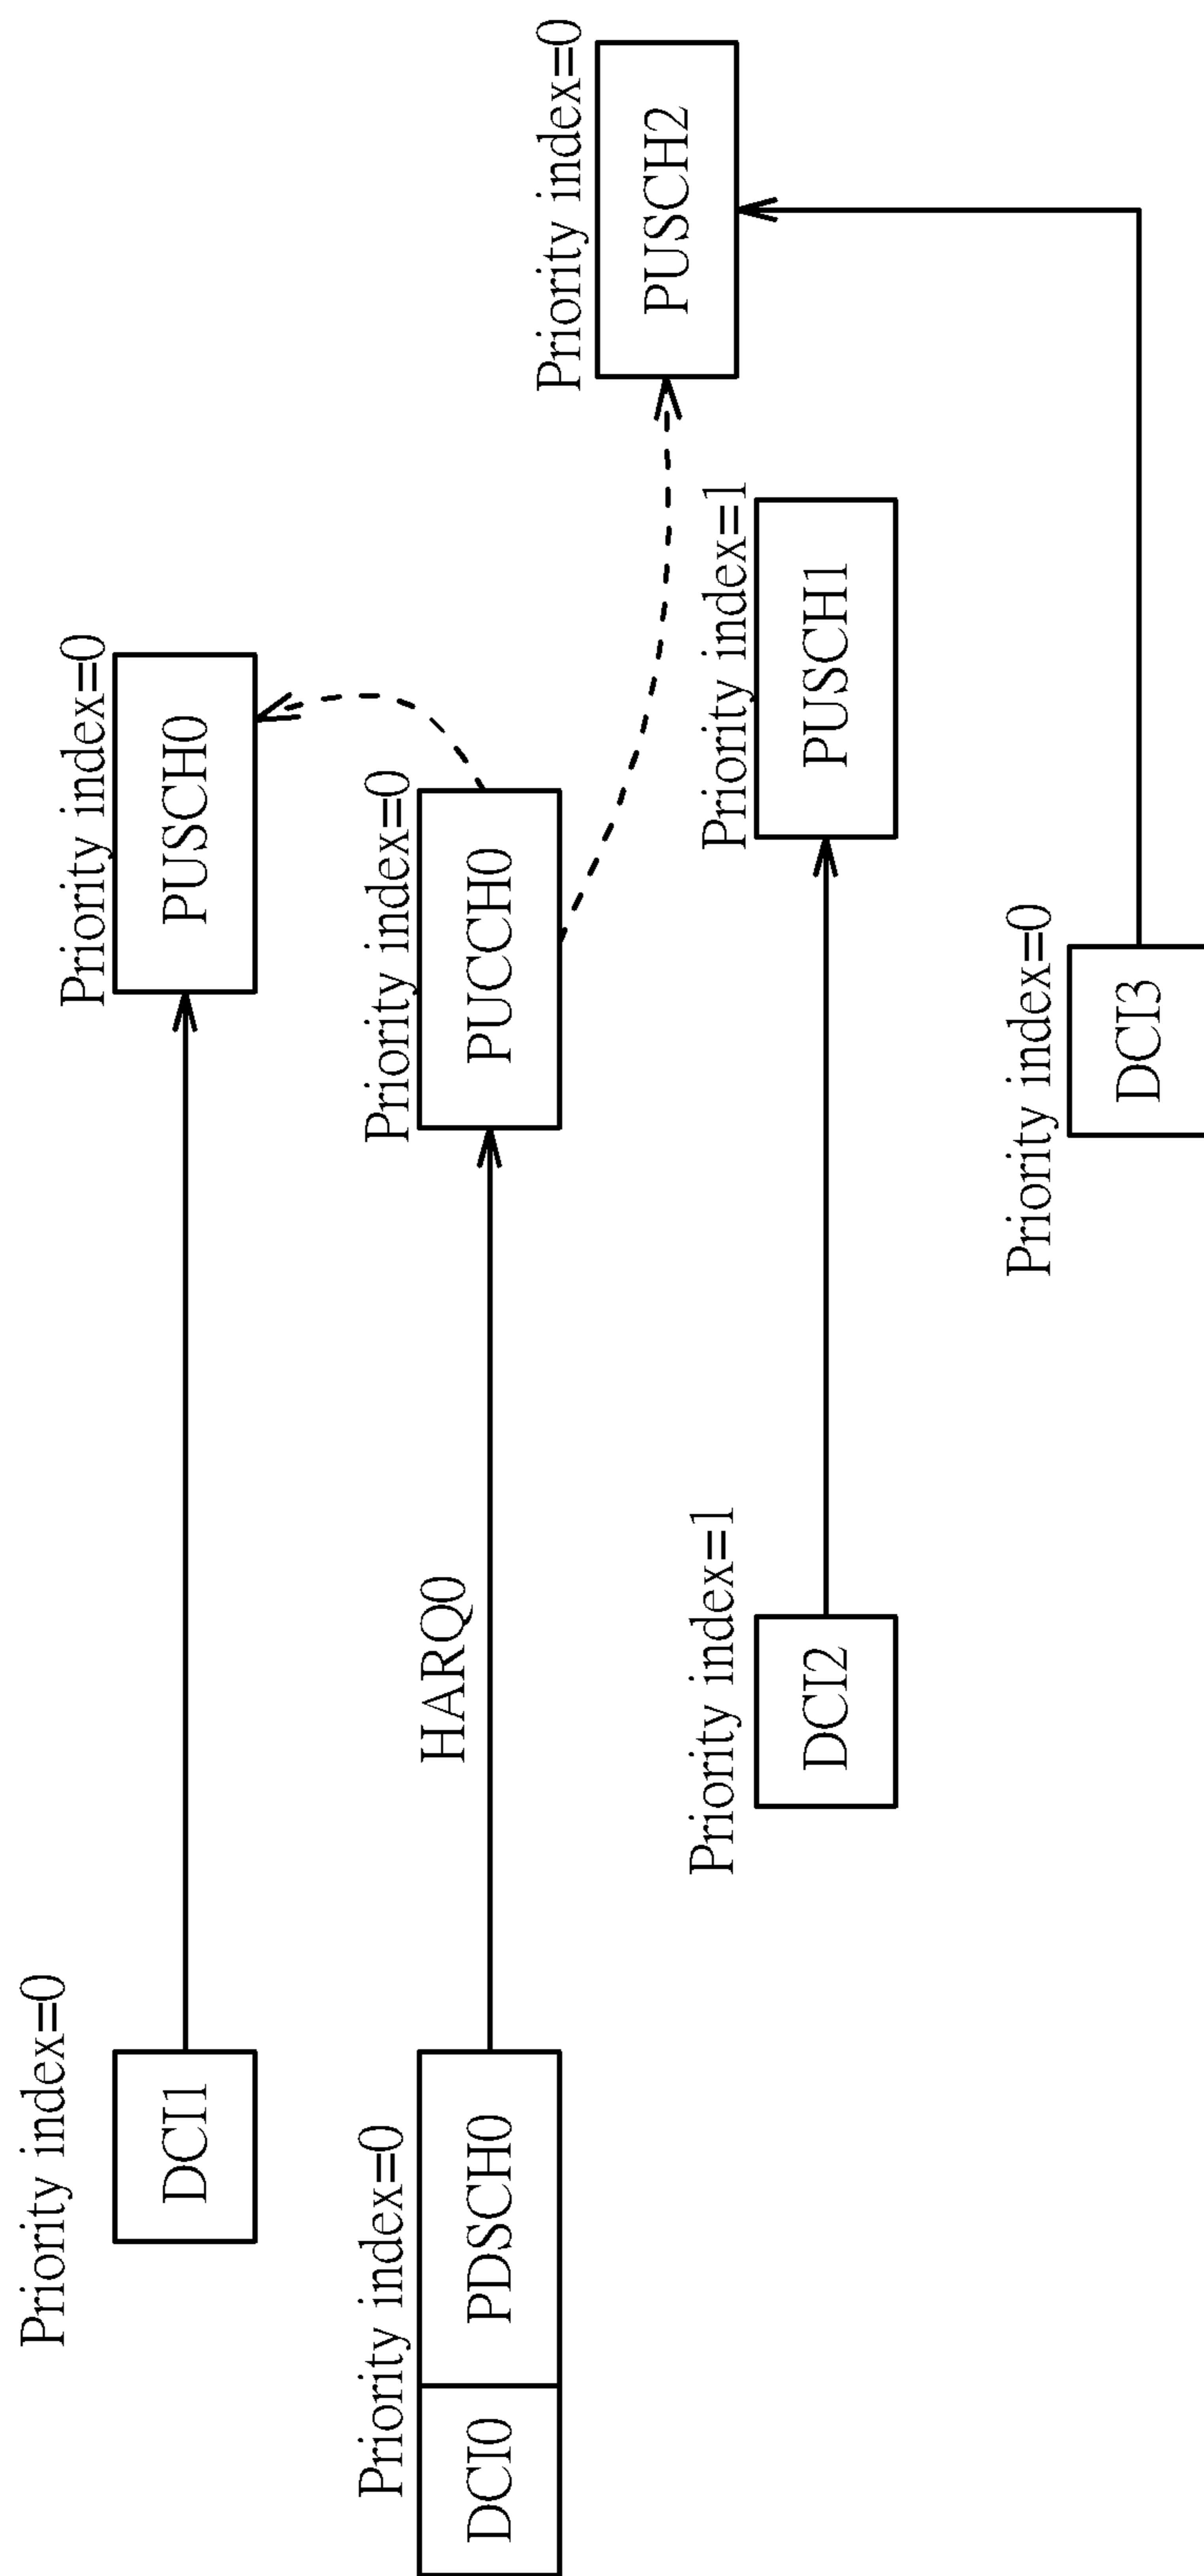 Priority index=0
DCI1
Priority index=0
PUSCH0
Priority index=0
DCI0
PDSCH0
HARQ0
Priority index=0
PUCCH0
Priority index=0
PUSCH2
Priority index=1
DCI2
Priority index=1
PUSCH1
Priority index=0
DCI3